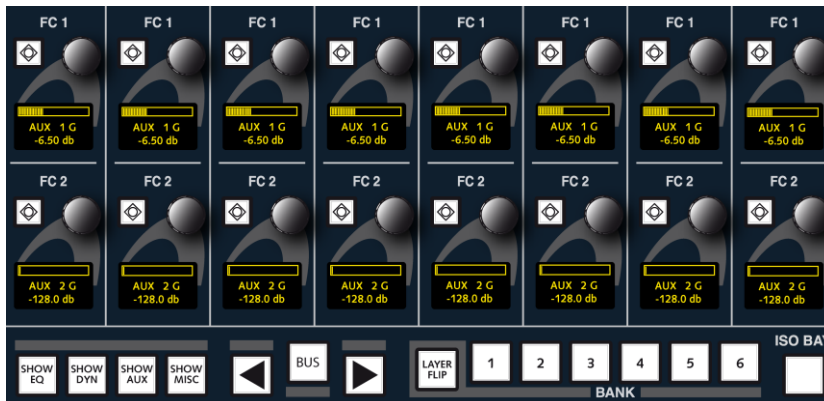 FC 1 FC 1 FC 1 FC 1 FC 1 FC 1 FC 1 FC 1
AUX 1 G AUX 1 G AUX 1 G AUX 1 G AUX 1 G AUX 1 G AUX 1 G AUX 1 G
-6.50 db -6.50 db -6.50 db -6.50 db -6.50 db -6.50 db -6.50 db -6.50 db
FC 2 FC 2 FC 2 FC 2 FC 2 FC 2 FC 2 FC 2
AUX 2 G AUX 2 G AUX 2 G AUX 2 G AUX 2 G AUX 2 G AUX 2 G AUX 2 G
-128.0 db -128.0 db -128.0 db -128.0 db -128.0 db -128.0 db -128.0 db -128.0 db
ISO BAY
SHOW EQ
SHOW DYN
SHOW AUX
SHOW MISC
BUS
LAYER FLIP
1 2 3 4 5 6
BANK